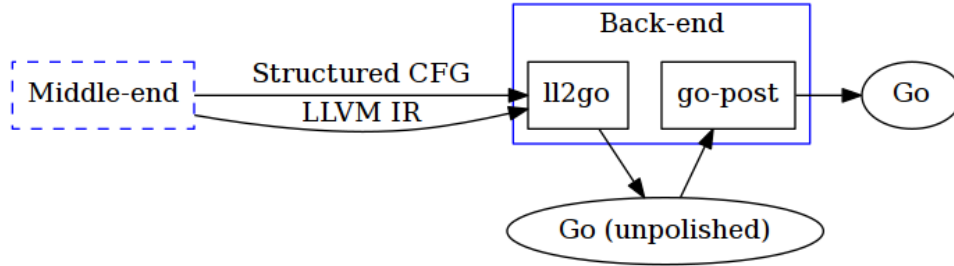 Back-end
Structured CFG
Middle-end
ll2go
go-post
Go
LLVM IR
Go (unpolished)